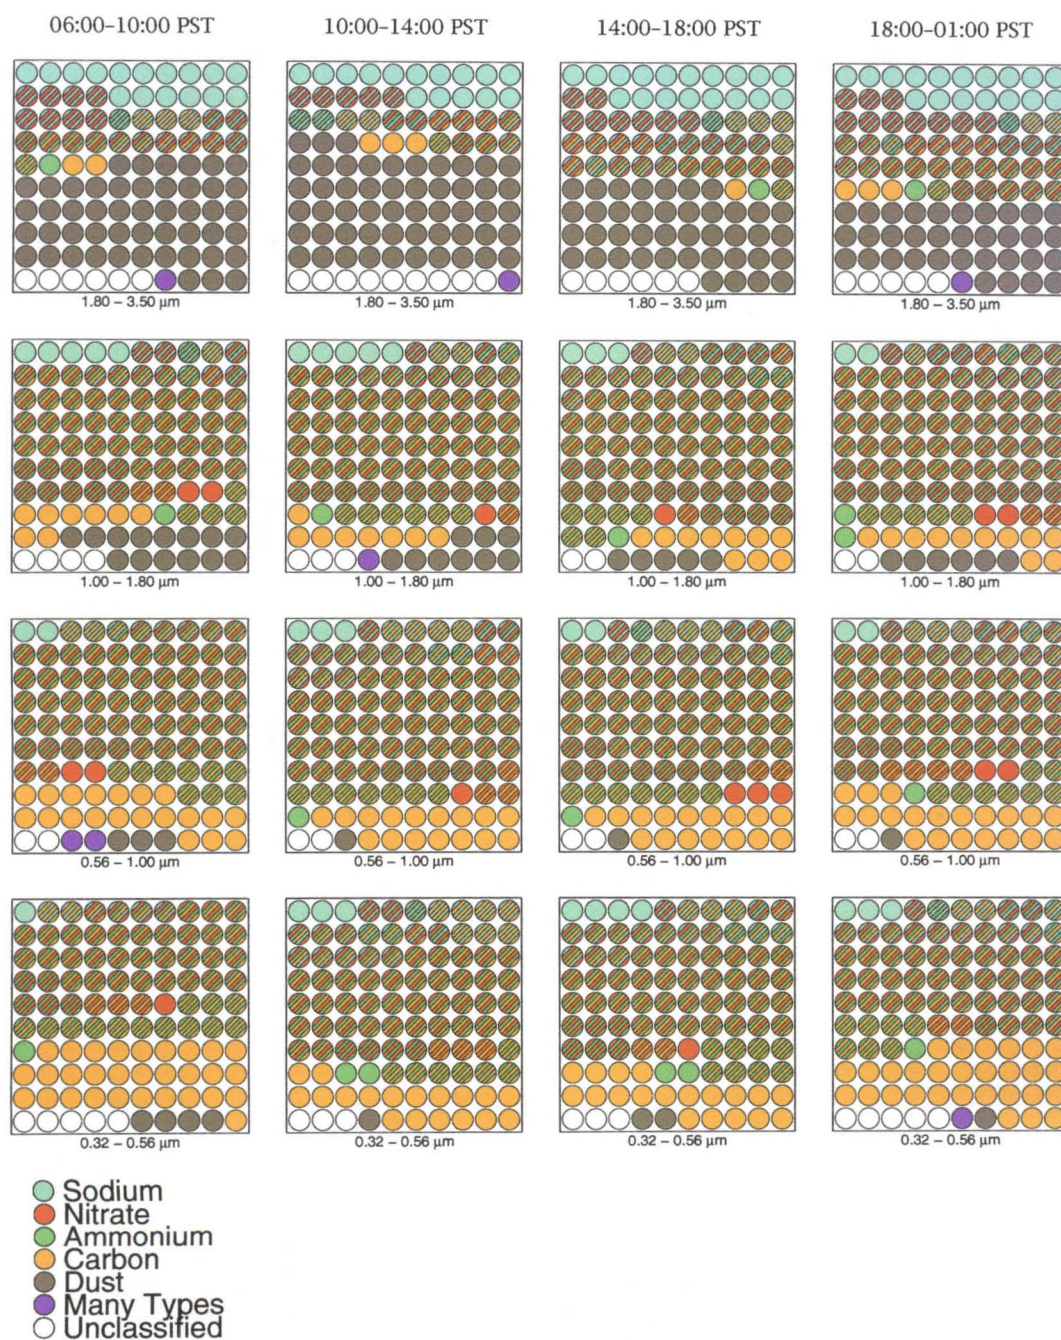 06:00–10:00 PST
10:00–14:00 PST
14:00–18:00 PST
18:00–01:00 PST
1.80 – 3.50 µm
1.80 – 3.50 µm
1.80 – 3.50 µm
1.80 – 3.50 µm
1.00 – 1.80 µm
1.00 – 1.80 µm
1.00 – 1.80 µm
1.00 – 1.80 µm
0.56 – 1.00 µm
0.56 – 1.00 µm
0.56 – 1.00 µm
0.56 – 1.00 µm
0.32 – 0.56 µm
0.32 – 0.56 µm
0.32 – 0.56 µm
0.32 – 0.56 µm
Sodium
Nitrate
Ammonium
Carbon
Dust
Many Types
Unclassified